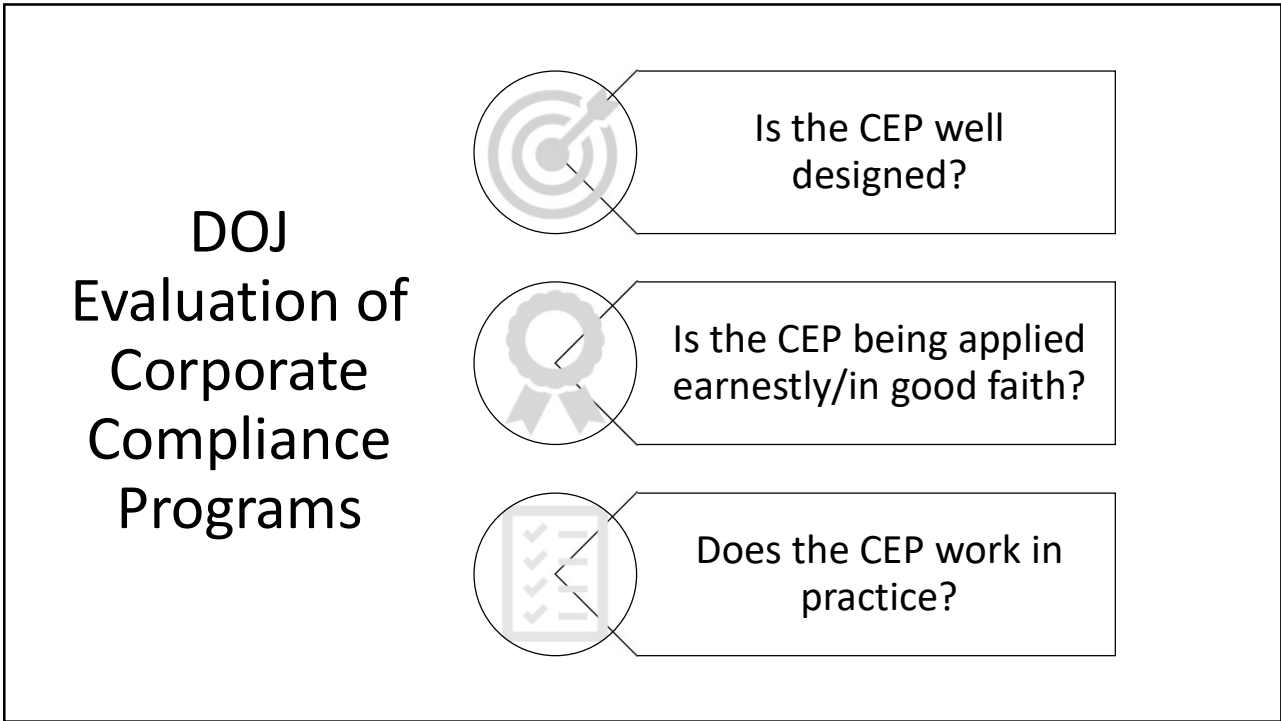 DOJ
Evaluation of
Corporate
Compliance
Programs
Is the CEP well
designed?
Is the CEP being applied
earnestly/in good faith?
Does the CEP work in
practice?